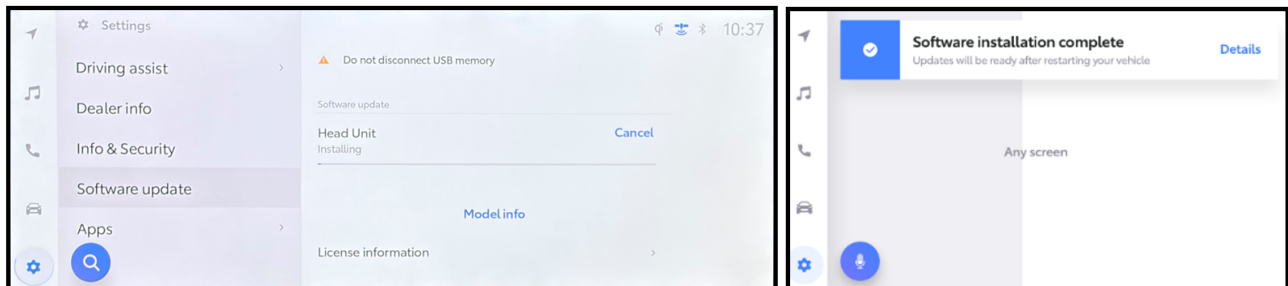 Settings
10:37
Driving assist
Dealer info
Info & Security
Software update
Apps
Do not disconnect USB memory
Software update
Head Unit
Cancel
Installing
Model info
License information
Software installation complete
Details
Updates will be ready after restarting your vehicle
Any screen